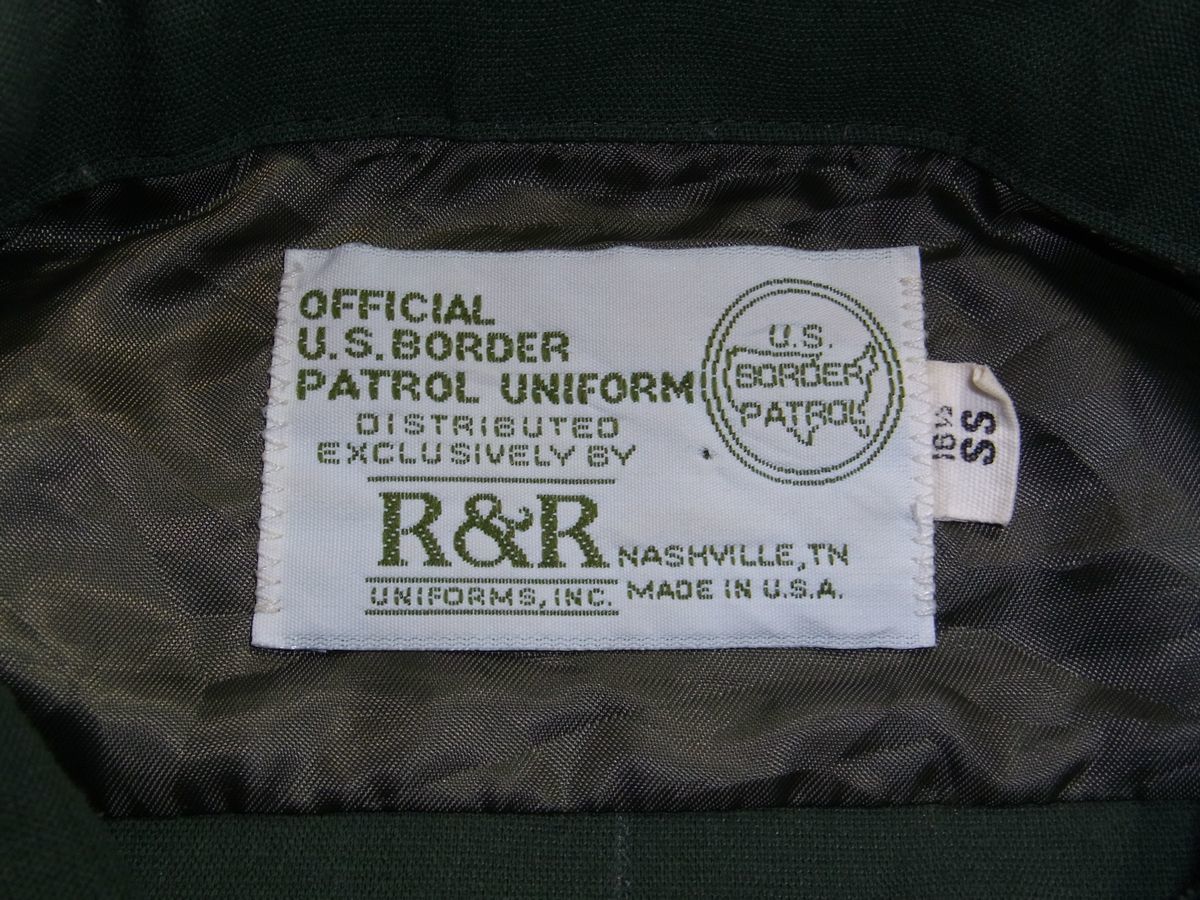 OFFICIAL
U.S. BORDER
PATROL UNIFORM
DISTRIBUTED
EXCLUSIVELY BY
R&R
UNIFORMS, INC.
NASHVILLE, TN
MADE IN U.S.A.
U.S.
BORDER
PATROL
16½
SS